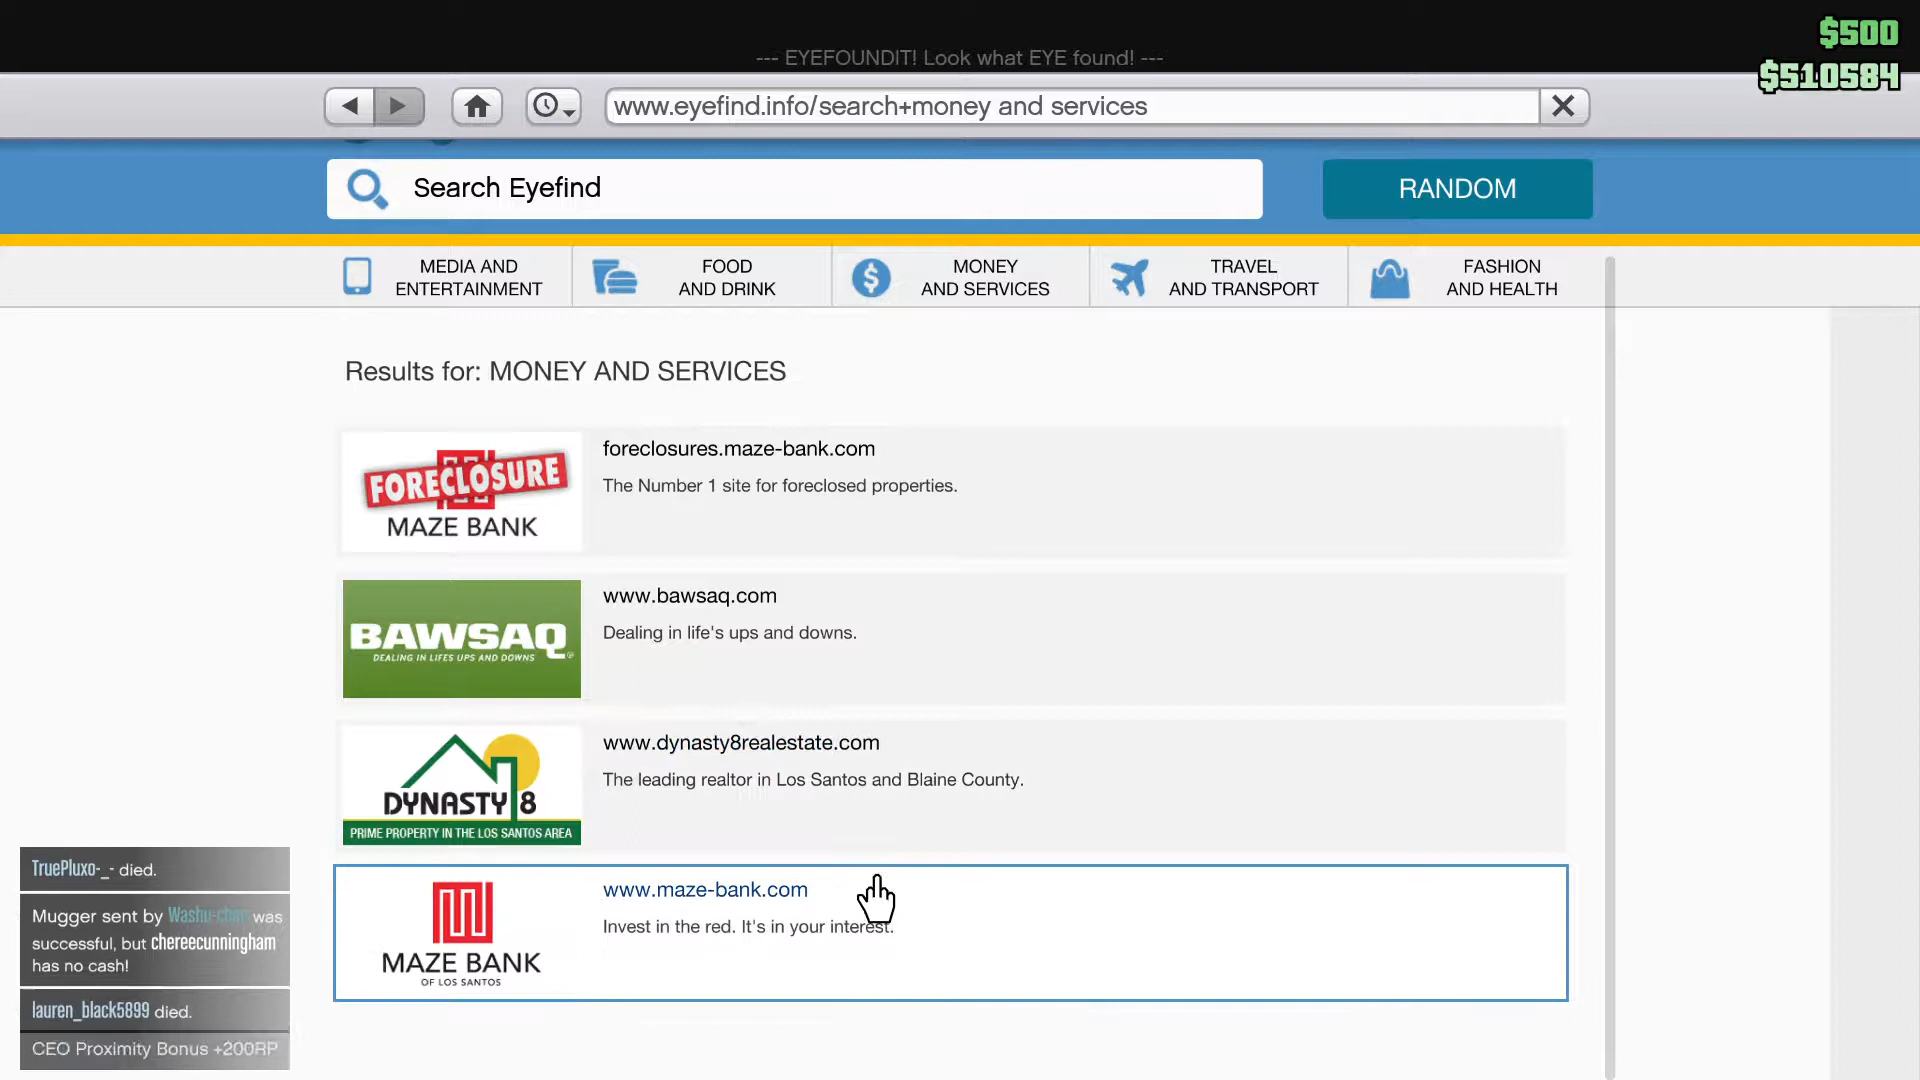 $500
--- EYEFOUNDIT! Look what EYE found! ---
$510584
www.eyefind.info/search+money and services
Search Eyefind
RANDOM
MEDIA AND
ENTERTAINMENT
FOOD
AND DRINK
MONEY
AND SERVICES
TRAVEL
AND TRANSPORT
FASHION
AND HEALTH
Results for: MONEY AND SERVICES
FORECLOSURE
MAZE BANK
foreclosures.maze-bank.com
The Number 1 site for foreclosed properties.
BAWSAQ
DEALING IN LIFES UPS AND DOWNS
www.bawsaq.com
Dealing in life's ups and downs.
DYNASTY 8
PRIME PROPERTY IN THE LOS SANTOS AREA
www.dynasty8realestate.com
The leading realtor in Los Santos and Blaine County.
MAZE BANK
OF LOS SANTOS
www.maze-bank.com
Invest in the red. It's in your interest.
TruePluxo-_- died.
Mugger sent by Washu-chan was
successful, but chereecunningham
has no cash!
lauren_black5899 died.
CEO Proximity Bonus +200RP